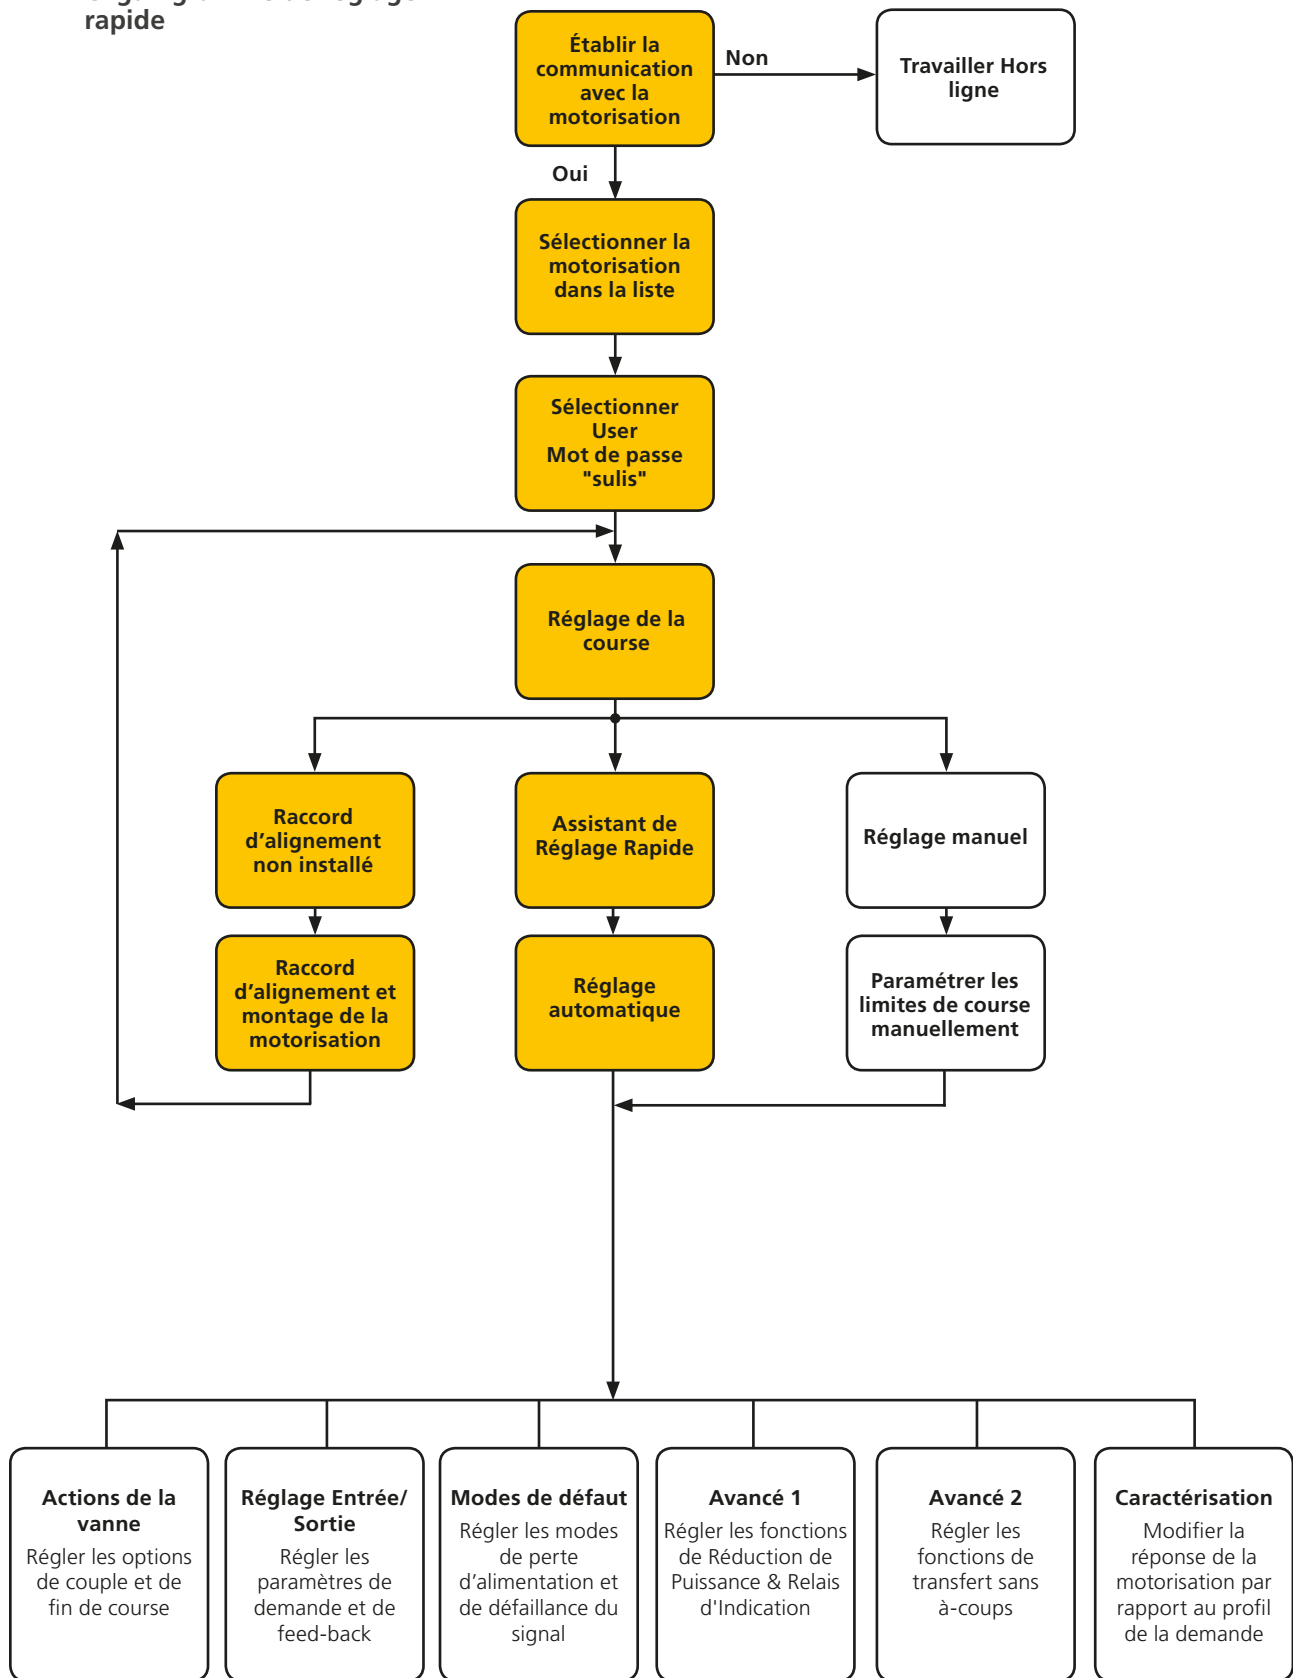 rapide
Établir la
communication
avec la
motorisation
Non
Travailler Hors
ligne
Oui
Sélectionner la
motorisation
dans la liste
Sélectionner
User
Mot de passe
"sulis"
Réglage de la
course
Raccord
d’alignement
non installé
Assistant de
Réglage Rapide
Réglage manuel
Raccord
d’alignement et
montage de la
motorisation
Réglage
automatique
Paramétrer les
limites de course
manuellement
Actions de la
vanne
Régler les options
de couple et de
fin de course
Réglage Entrée/
Sortie
Régler les
paramètres de
demande et de
feed-back
Modes de défaut
Régler les modes
de perte
d’alimentation et
de défaillance du
signal
Avancé 1
Régler les fonctions
de Réduction de
Puissance & Relais
d'Indication
Avancé 2
Régler les
fonctions de
transfert sans
à-coups
Caractérisation
Modifier la
réponse de la
motorisation par
rapport au profil
de la demande